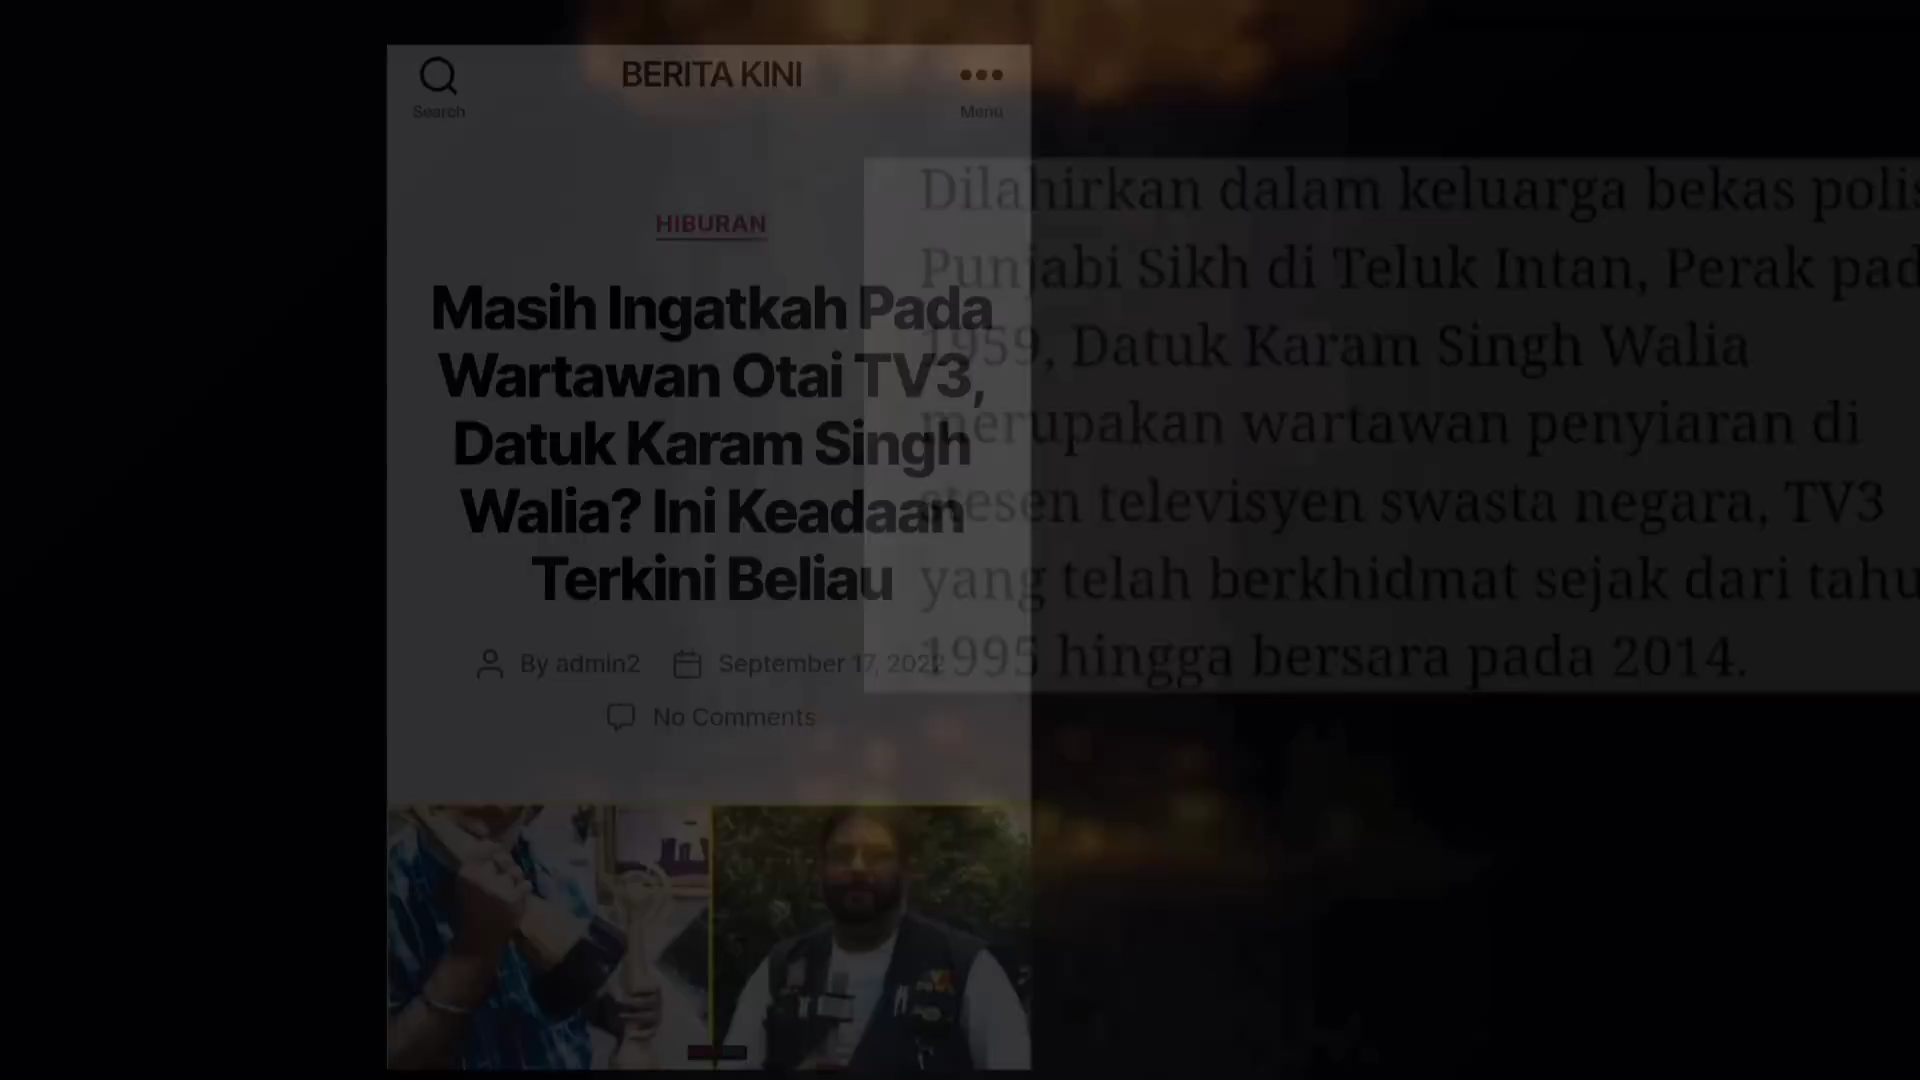 BERITA KINI
Search
Menu
HIBURAN
Masih Ingatkah Pada
Wartawan Otai TV3,
Datuk Karam Singh
Walia? Ini Keadaan
Terkini Beliau
By admin2 September 17, 2022
No Comments
Dilahirkan dalam keluarga bekas polis
Punjabi Sikh di Teluk Intan, Perak
1959, Datuk Karam Singh Walia
merupakan wartawan penyiaran di
stesen televisyen swasta negara, TV3
yang telah berkhidmat sejak dari
1995 hingga bersara pada 2014.